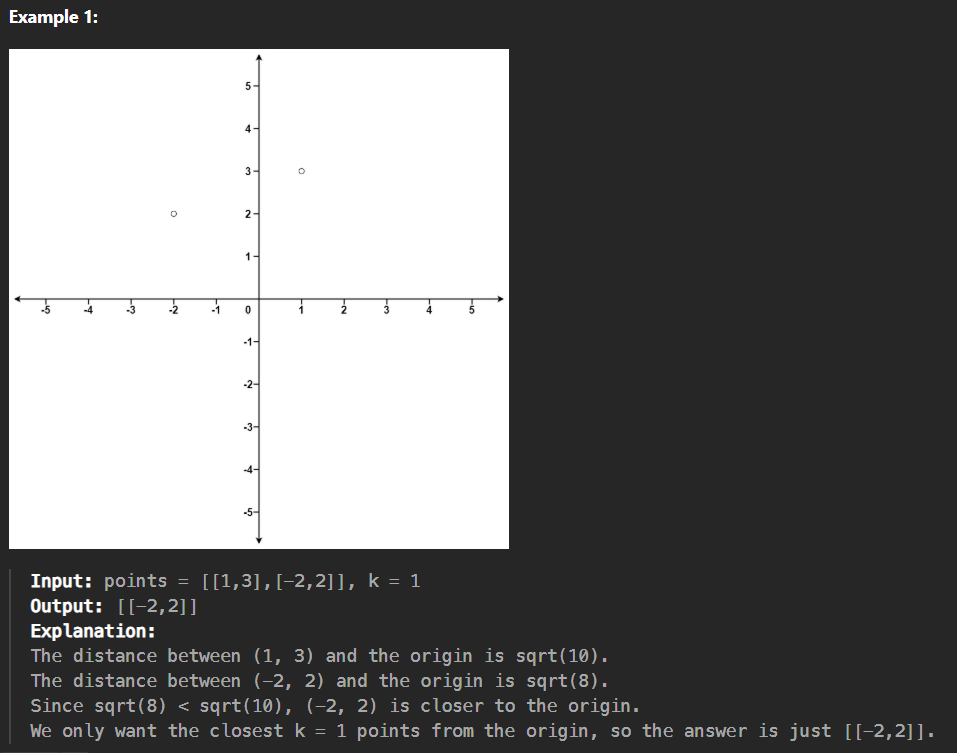 Example 1:
5
4
3
2
1
-5 -4 -3 -2 -1 0 1 2 3 4 5
-1
-2
-3
-4
-5
Input: points = [[1,3],[-2,2]], k = 1
Output: [[-2,2]]
Explanation:
The distance between (1, 3) and the origin is sqrt(10).
The distance between (-2, 2) and the origin is sqrt(8).
Since sqrt(8) < sqrt(10), (-2, 2) is closer to the origin.
We only want the closest k = 1 points from the origin, so the answer is just [[-2,2]].